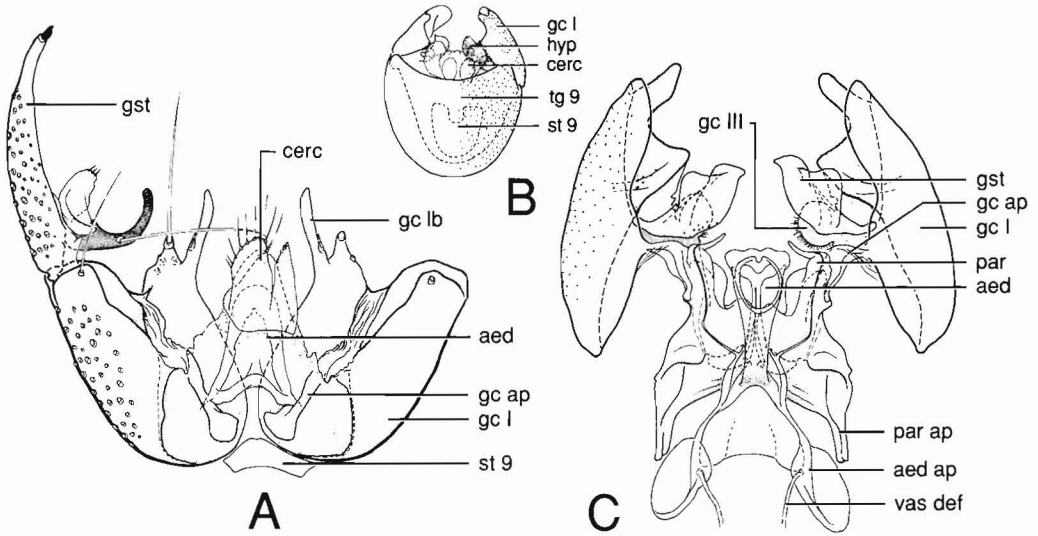 gst
cerc
gc lb
aed
gc ap
gc l
st 9
A
gc l
hyp
cerc
tg 9
st 9
B
gc III
gst
gc ap
gc l
par
aed
par ap
aed ap
vas def
C